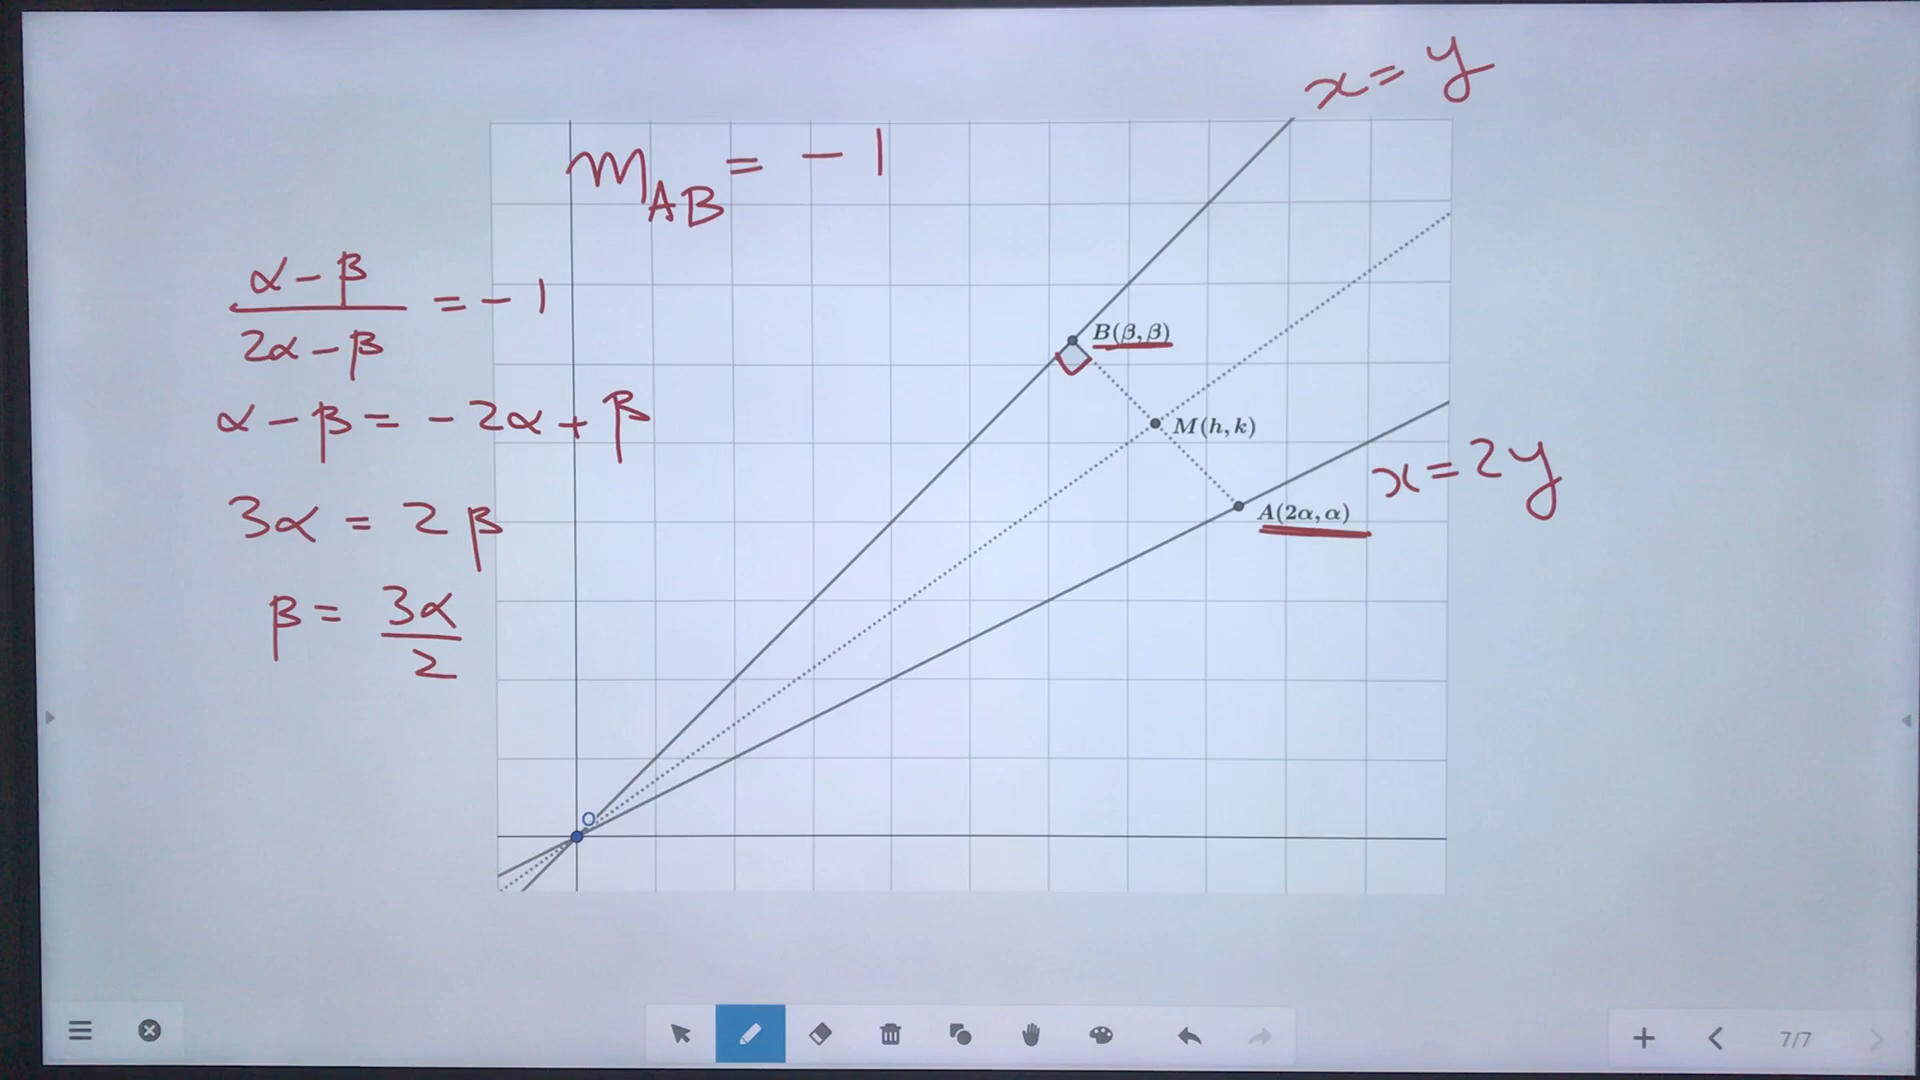 x = y
m_AB = - 1
α - β / 2α - β = - 1
B(β, β)
α - β = - 2α + β
M(h, k)
x = 2y
3α = 2β
A(2α, α)
β = 3α / 2
O
7/7